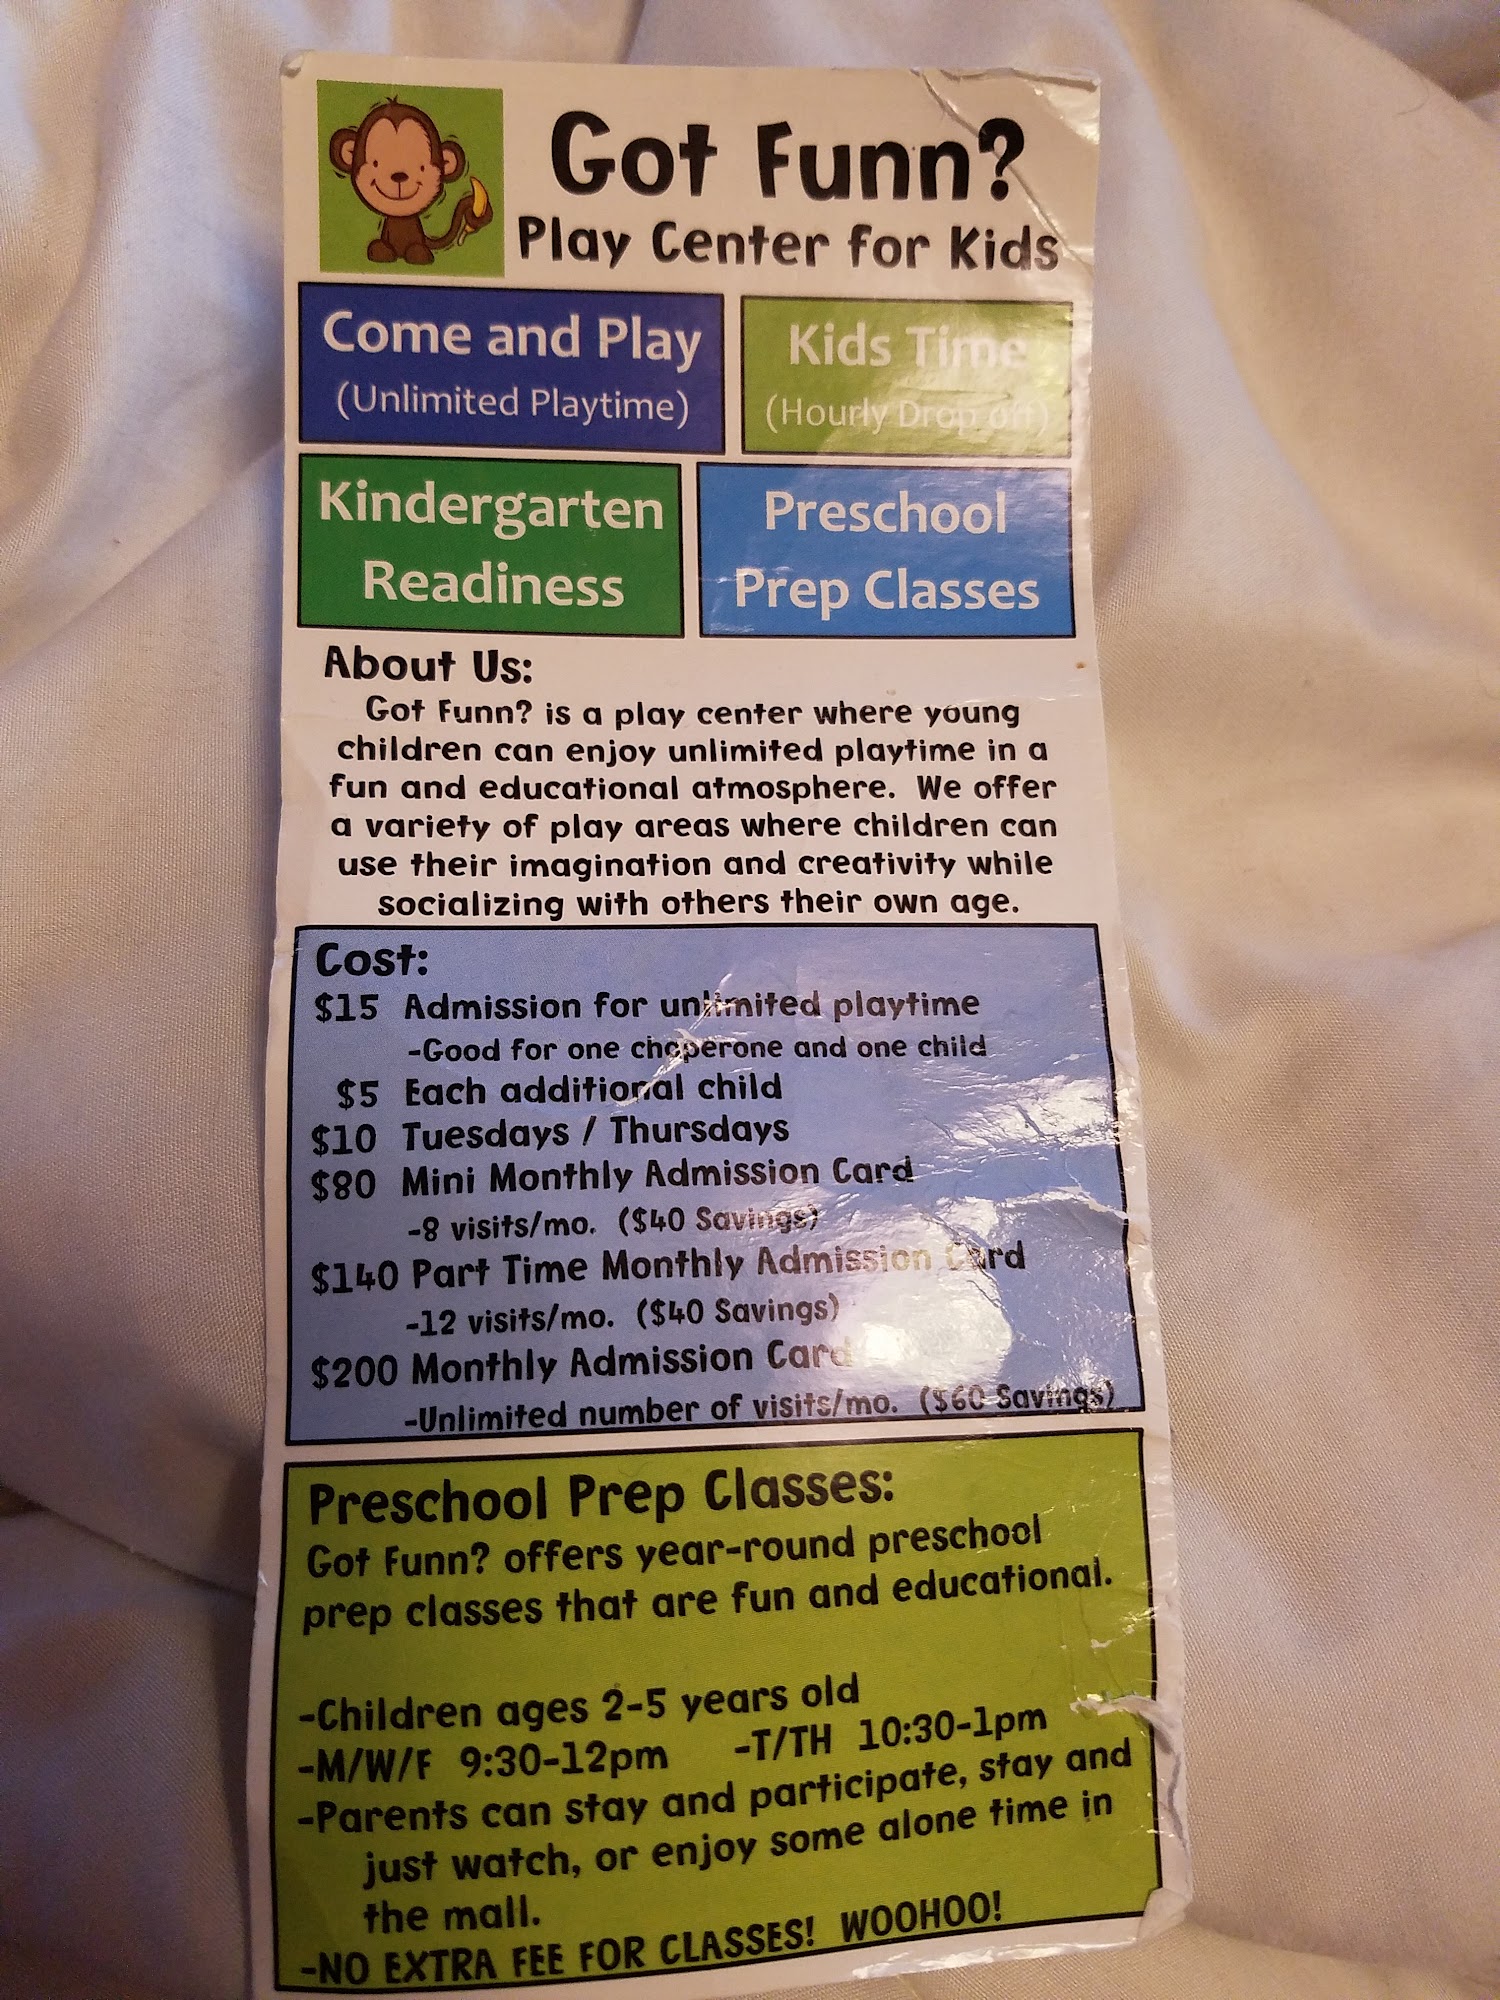 Got Funn?
Play Center for Kids
Come and Play
(Unlimited Playtime)
Kids Time
(Hourly Drop off)
Kindergarten
Readiness
Preschool
Prep Classes
About Us:
Got Funn? is a play center where young
children can enjoy unlimited playtime in a
fun and educational atmosphere. We offer
a variety of play areas where children can
use their imagination and creativity while
socializing with others their own age.
Cost:
$15 Admission for unlimited playtime
-Good for one chaperone and one child
$5 Each additional child
$10 Tuesdays / Thursdays
$80 Mini Monthly Admission Card
-8 visits/mo. ($40 Savings)
$140 Part Time Monthly Admission Card
-12 visits/mo. ($40 Savings)
$200 Monthly Admission Card
-Unlimited number of visits/mo. ($60 Savings)
Preschool Prep Classes:
Got Funn? offers year-round preschool
prep classes that are fun and educational.
-Children ages 2-5 years old
-M/W/F 9:30-12pm -T/TH 10:30-1pm
-Parents can stay and participate, stay and
just watch, or enjoy some alone time in
the mall.
-NO EXTRA FEE FOR CLASSES! WOOHOO!